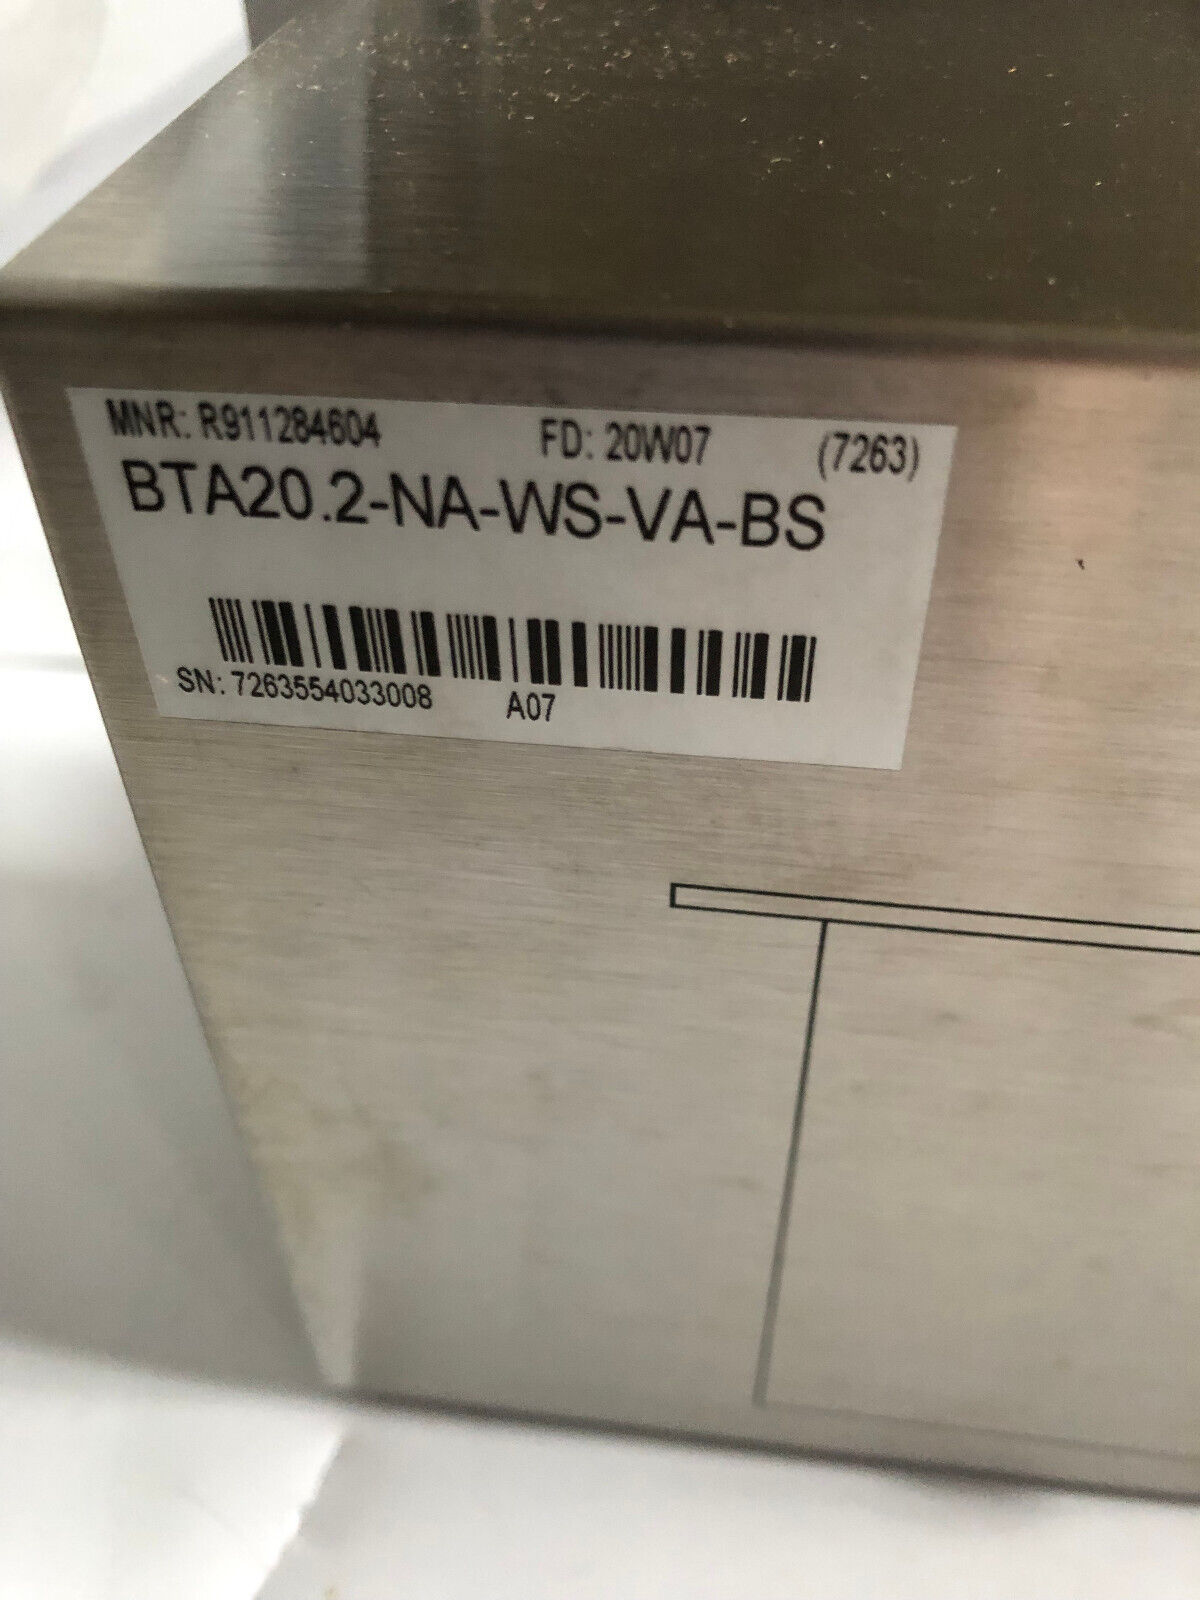 MNR: R911284604 FD: 20W07 (7263)
BTA20.2-NA-WS-VA-BS
SN: 7263554033008 A07